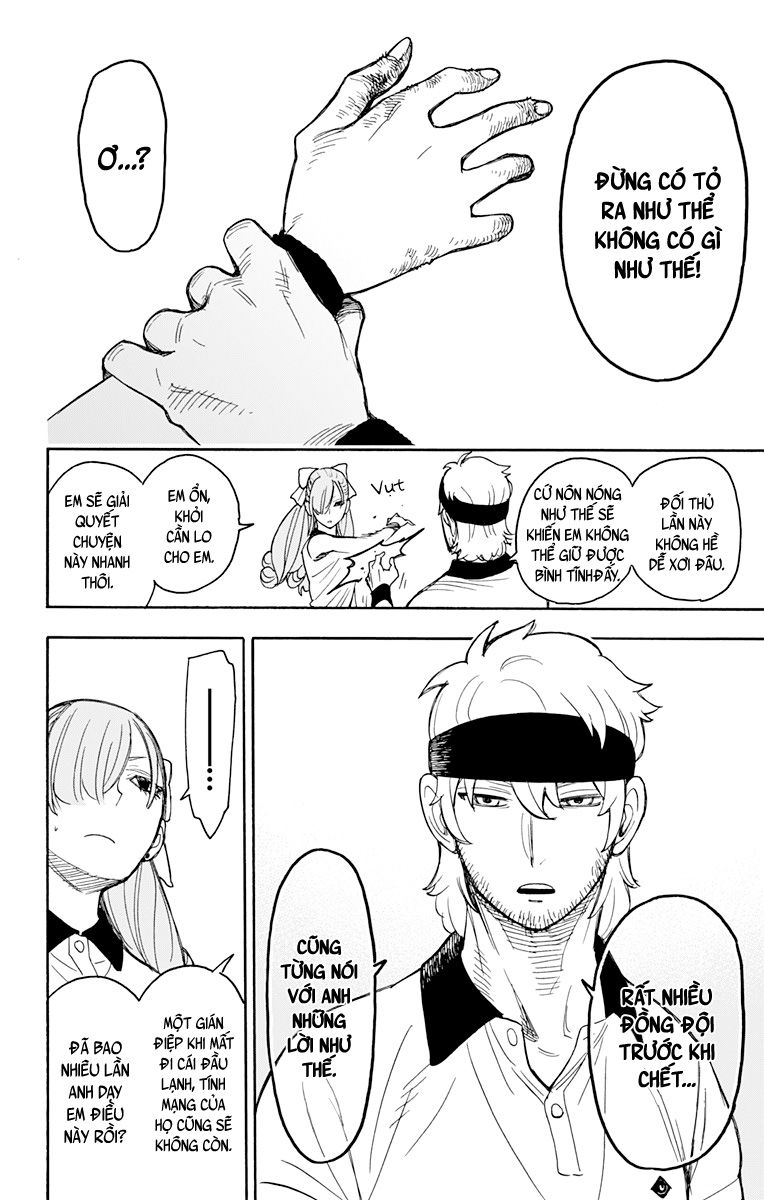 ĐỪNG CÓ TỎ
RA NHƯ THỂ
KHÔNG CÓ GÌ
NHƯ THẾ!
Ơ...?
ĐỐI THỦ
LẦN NÀY
KHÔNG HỀ
DỄ XƠI ĐÂU.
CỨ NÔN NÓNG
NHƯ THẾ SẼ
KHIẾN EM KHÔNG
THỂ GIỮ ĐƯỢC
BÌNH TĨNH ĐẤY.
Vụt
EM ỔN,
KHỎI
CẦN LO
CHO EM.
EM SẼ GIẢI
QUYẾT
CHUYỆN
NÀY NHANH
THÔI.
RẤT NHIỀU
ĐỒNG ĐỘI
TRƯỚC KHI
CHẾT...
CŨNG
TỪNG NÓI
VỚI ANH
NHỮNG
LỜI NHƯ
THẾ.
MỘT GIÁN
ĐIỆP KHI MẤT
ĐI CÁI ĐẦU
LẠNH, TÍNH
MẠNG CỦA
HỌ CŨNG SẼ
KHÔNG CÒN.
ĐÃ BAO
NHIÊU LẦN
ANH DẠY
EM ĐIỀU
NÀY RỒI?